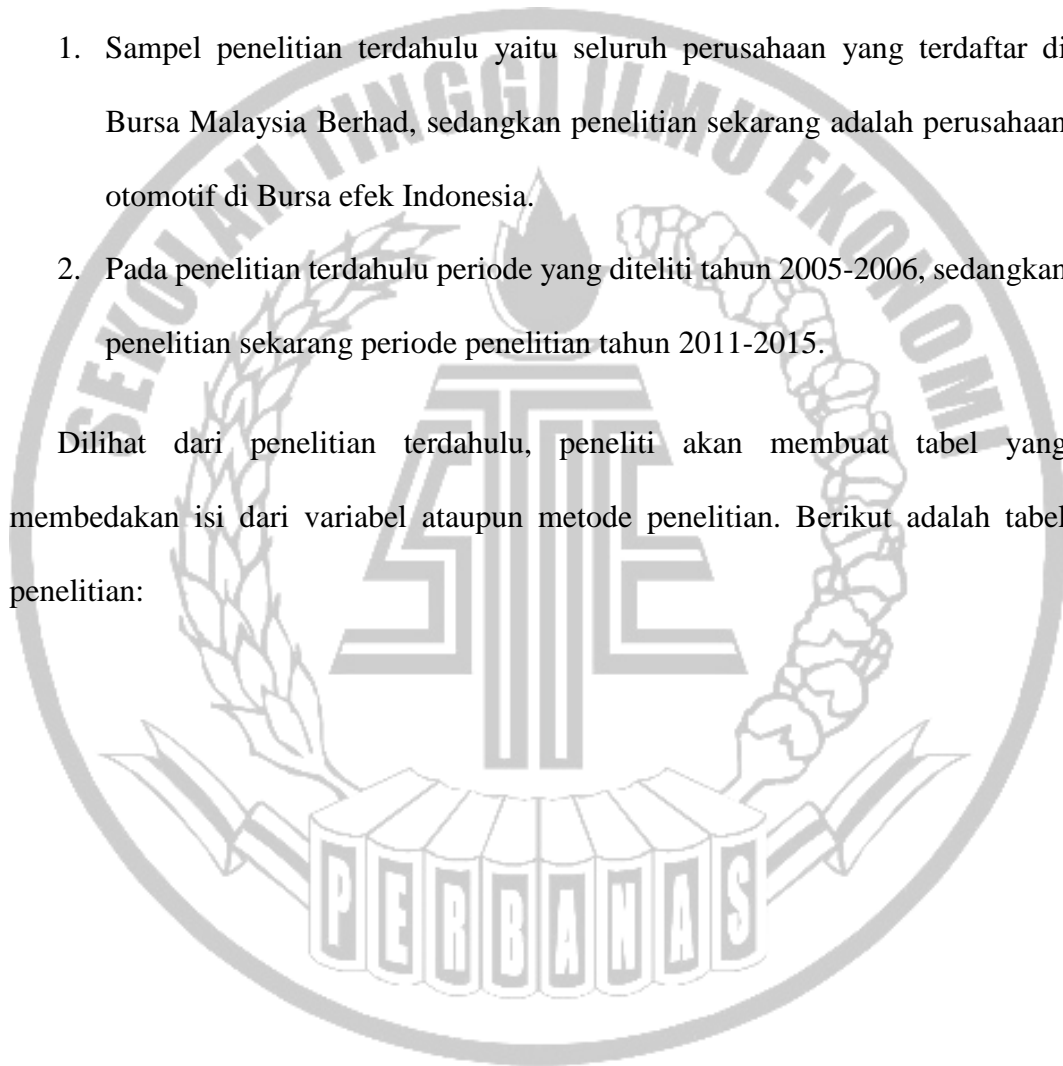 1. Sampel penelitian terdahulu yaitu seluruh perusahaan yang terdaftar di
Bursa Malaysia Berhad, sedangkan penelitian sekarang adalah perusahaan
otomotif di Bursa efek Indonesia.
2. Pada penelitian terdahulu periode yang diteliti tahun 2005-2006, sedangkan
penelitian sekarang periode penelitian tahun 2011-2015.
Dilihat dari penelitian terdahulu, peneliti akan membuat tabel yang
membedakan isi dari variabel ataupun metode penelitian. Berikut adalah tabel
penelitian:
SEKOLAH TINGGI ILMU EKONOMI
PERBANAS